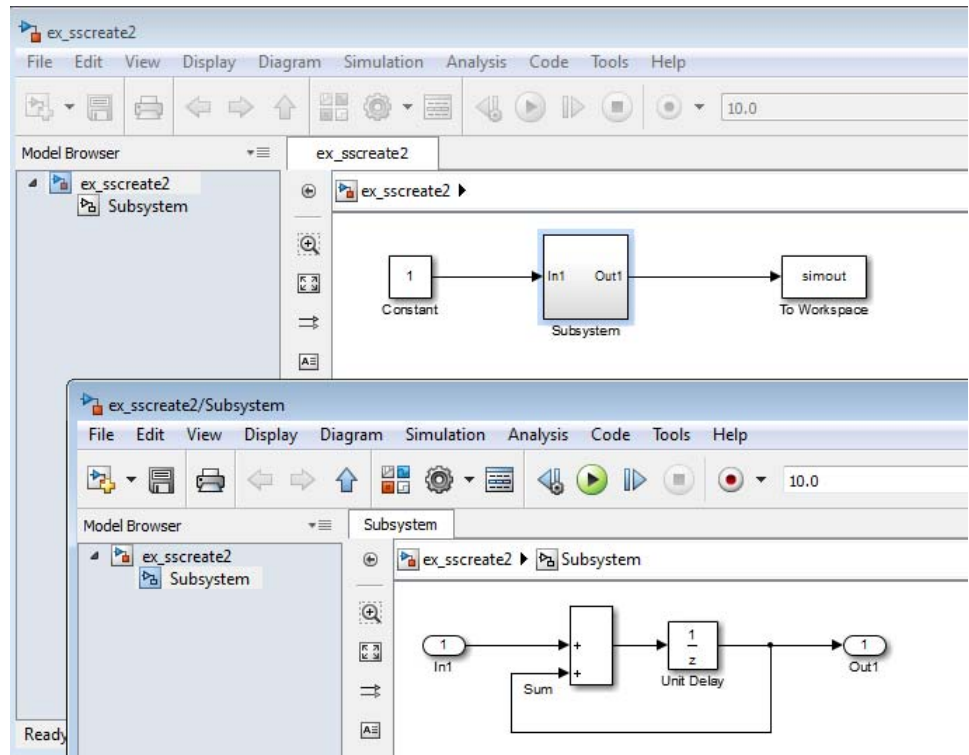 ex_sscreate2
File Edit View Display Diagram Simulation Analysis Code Tools Help
10.0
Model Browser
ex_sscreate2
ex_sscreate2
Subsystem
ex_sscreate2
1
Constant
In1 Out1
Subsystem
simout
To Workspace
A
ex_sscreate2/Subsystem
File Edit View Display Diagram Simulation Analysis Code Tools Help
10.0
Model Browser
Subsystem
ex_sscreate2
Subsystem
ex_sscreate2 Subsystem
1
In1
+
+
Sum
1
z
Unit Delay
1
Out1
A
Ready